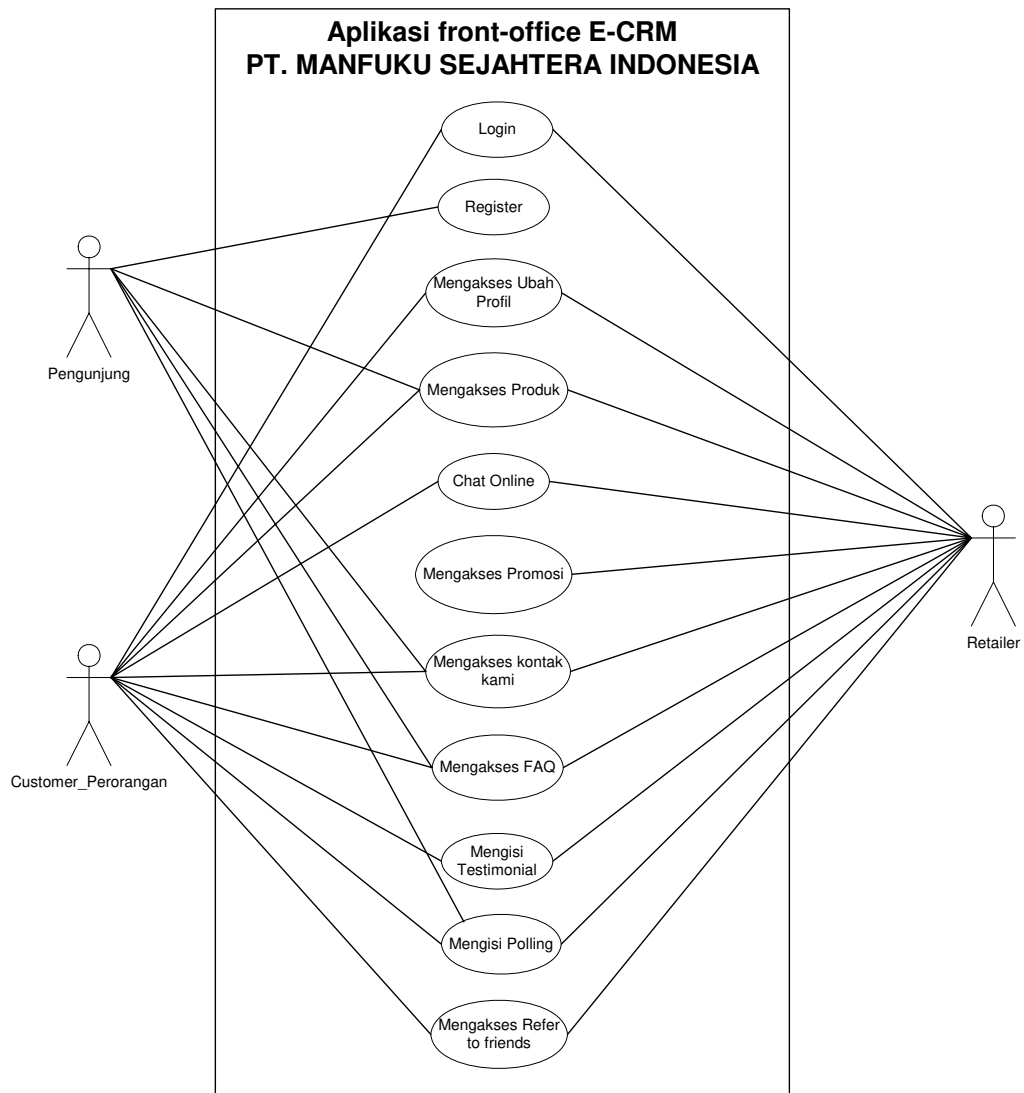 Aplikasi front-office E-CRM
PT. MANFUKU SEJAHTERA INDONESIA
Login
Register
Mengakses Ubah
Profil
Pengunjung
Mengakses Produk
Chat Online
Mengakses Promosi
Retailer
Mengakses kontak
kami
Customer_Perorangan
Mengakses FAQ
Mengisi
Testimonial
Mengisi Polling
Mengakses Refer
to friends